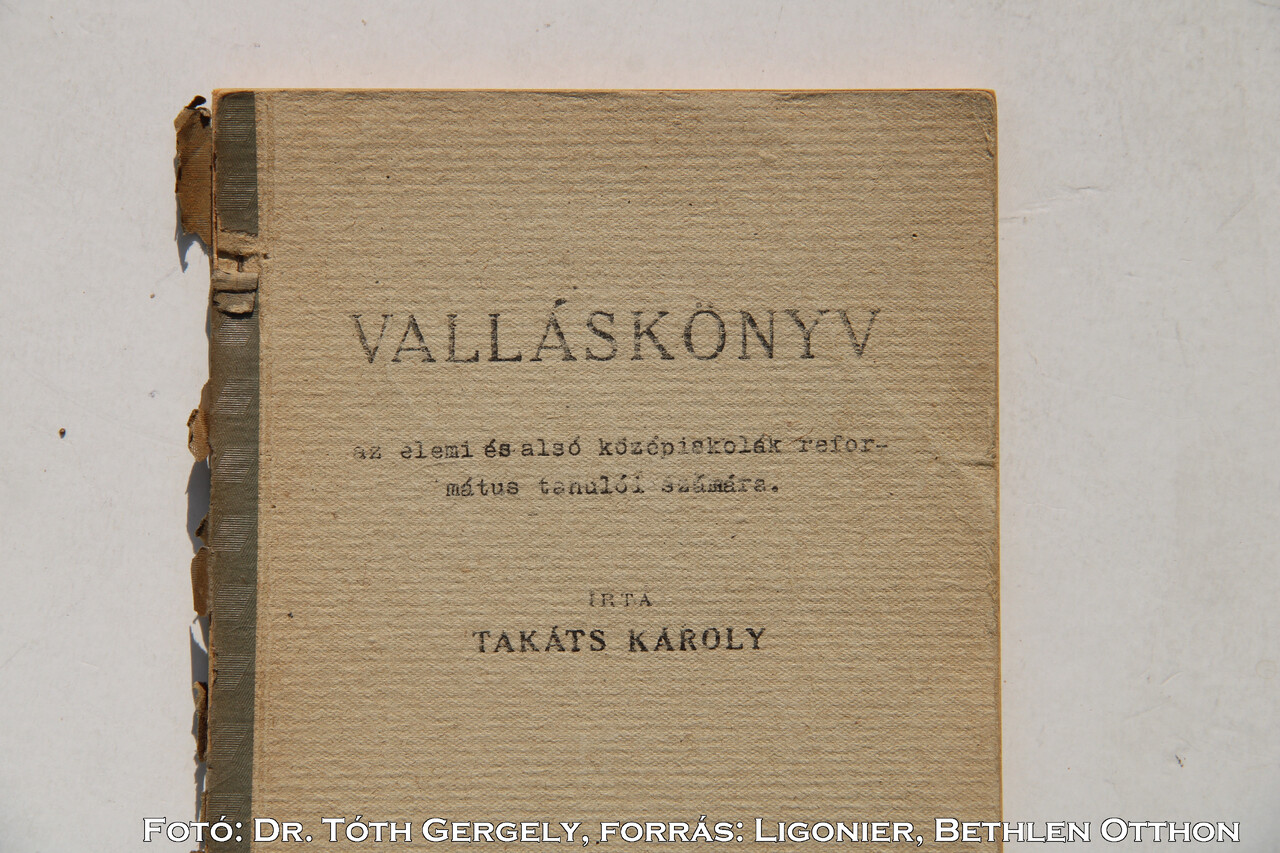 VALLÁSKÖNYV
az elemi és alsó középiskolák refor-
mátus tanulói számára.
ÍRTA
TAKÁTS KÁROLY
Fotó: Dr. Tóth Gergely, forrás: Ligonier, Bethlen Otthon